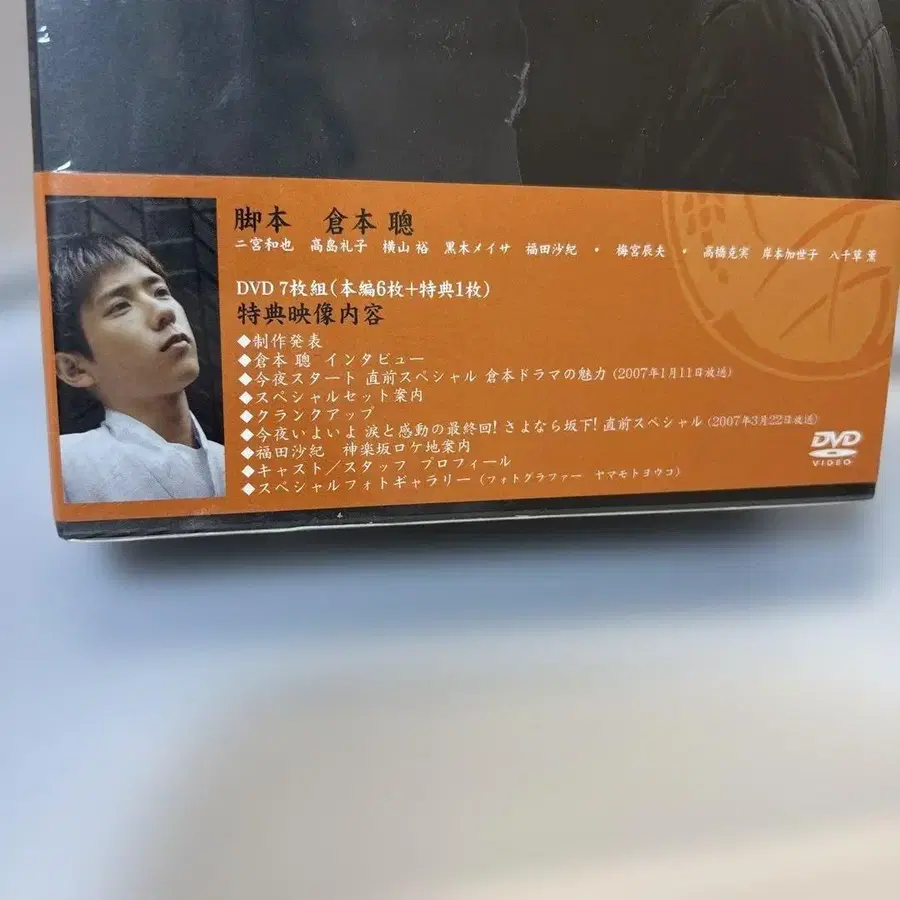 脚本　倉本 聰
二宮和也　高島礼子　横山 裕　黒木メイサ　福田沙紀　・　梅宮辰夫　・　高橋克実　岸本加世子　八千草 薫
DVD 7枚組(本編6枚+特典1枚)
特典映像内容
◆制作発表
◆倉本 聰 インタビュー
◆今夜スタート 直前スペシャル 倉本ドラマの魅力 (2007年1月11日放送)
◆スペシャルセット案内
◆クランクアップ
◆今夜いよいよ 涙と感動の最終回! さよなら坂下! 直前スペシャル (2007年3月22日放送)
◆福田沙紀　神楽坂ロケ地案内
◆キャスト／スタッフ プロフィール
◆スペシャルフォトギャラリー (フォトグラファー ヤマモトヨウコ)
DVD
VIDEO